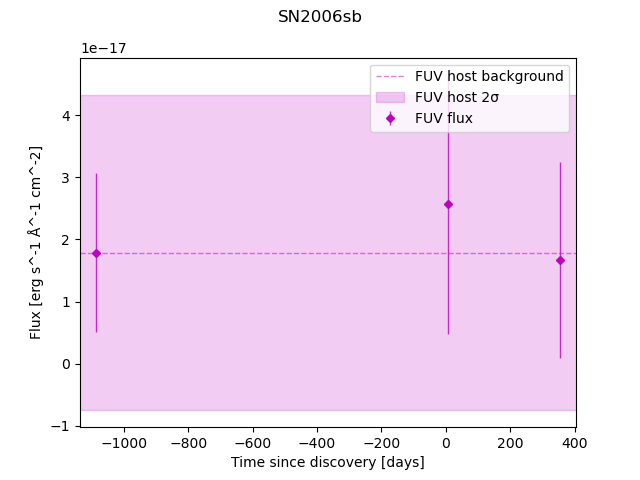 SN2006sb
1e−17
FUV host background
FUV host 2σ
FUV flux
4
3
2
1
0
−1
Flux [erg s^-1 Å^-1 cm^-2]
−1000 −800 −600 −400 −200 0 200 400
Time since discovery [days]